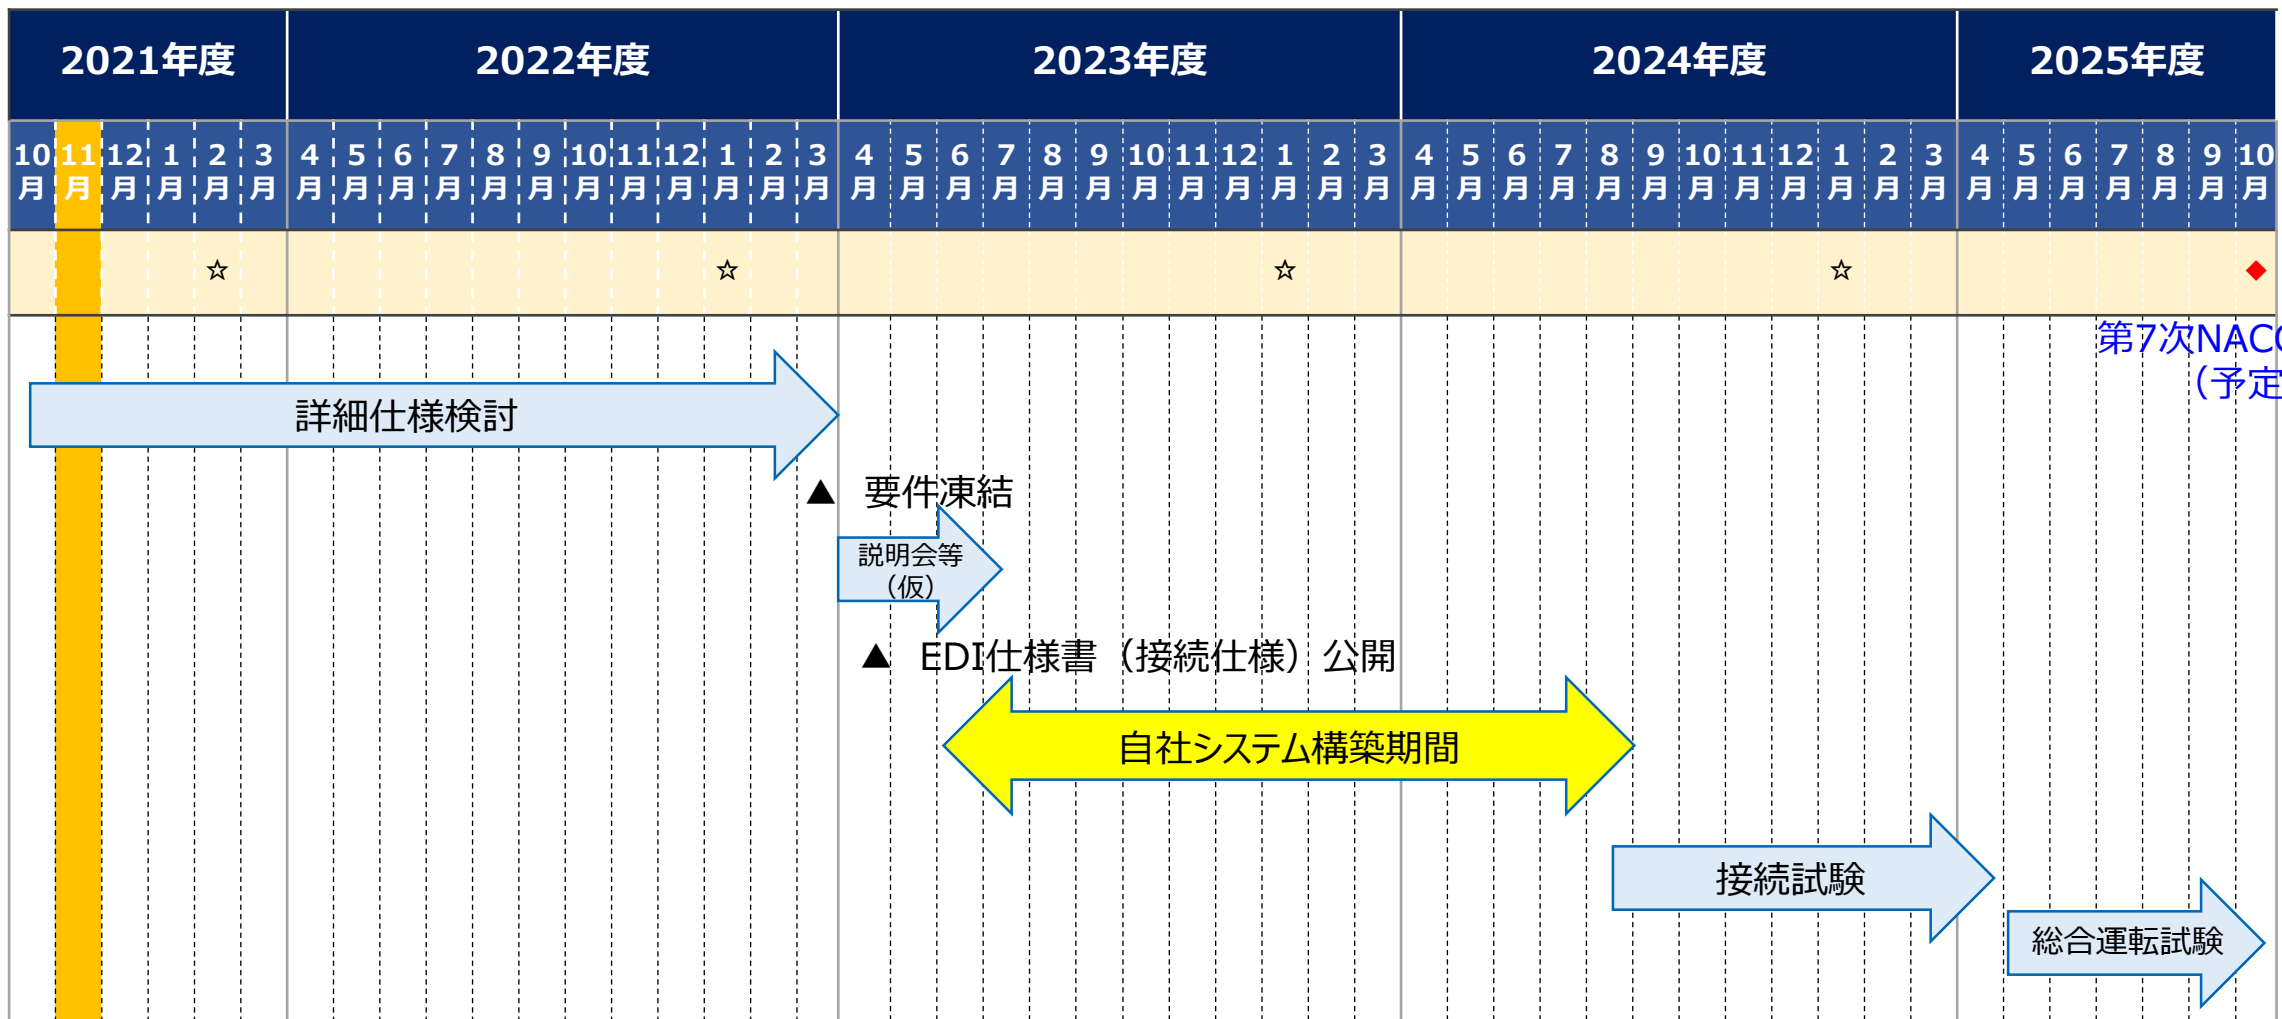 2021年度 2022年度 2023年度 2024年度 2025年度
10月 11月 12月 1月 2月 3月 4月 5月 6月 7月 8月 9月 10月 11月 12月 1月 2月 3月 4月 5月 6月 7月 8月 9月 10月 11月 12月 1月 2月 3月 4月 5月 6月 7月 8月 9月 10月 11月 12月 1月 2月 3月 4月 5月 6月 7月 8月 9月 10月
☆ ☆ ☆ ☆ ◆
第7次NACC
（予定
詳細仕様検討
▲ 要件凍結
説明会等
（仮）
▲ EDI仕様書（接続仕様）公開
自社システム構築期間
接続試験
総合運転試験